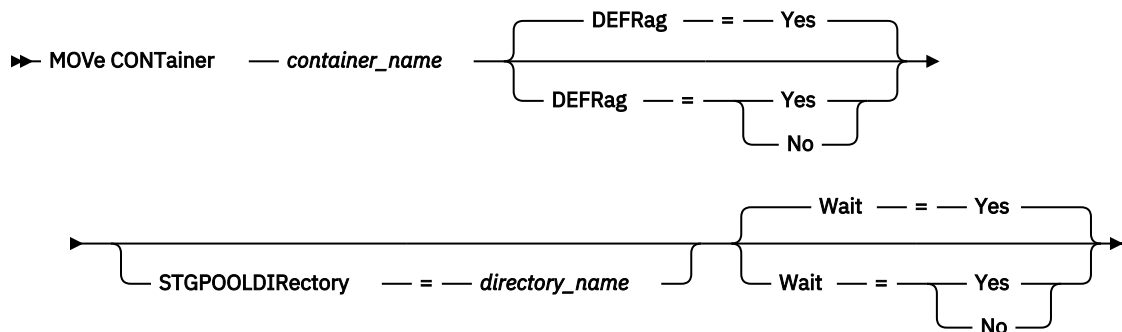 DEFRag = Yes
MOVe CONTainer container_name
DEFRag = Yes
No
Wait = Yes
STGPOOLDIRectory = directory_name
Wait = Yes
No